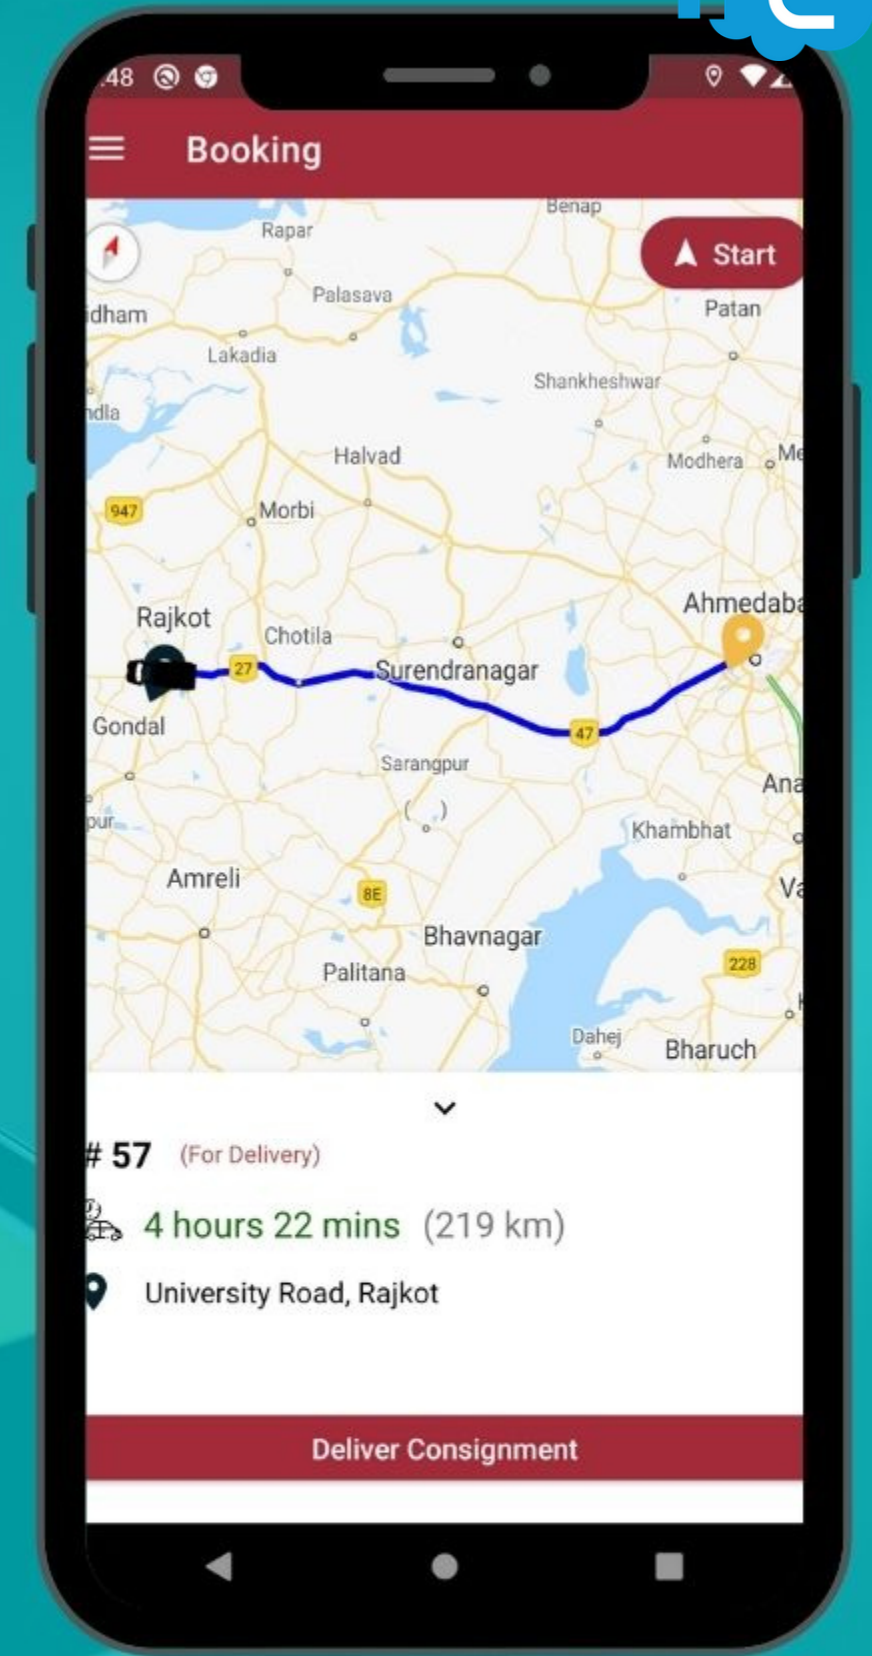 :48
Booking
Benap
Rapar
Start
Palasava
idham
Patan
Lakadia
Shankheshwar
ndla
Halvad
Modhera
Me
947
Morbi
Ahmedaba
Rajkot
Chotila
27
Surendranagar
Gondal
47
Sarangpur
Ana
( )
pur
Khambhat
Amreli
8E
Va
Bhavnagar
228
Palitana
Dahej
Bharuch
# 57 (For Delivery)
4 hours 22 mins (219 km)
University Road, Rajkot
Deliver Consignment